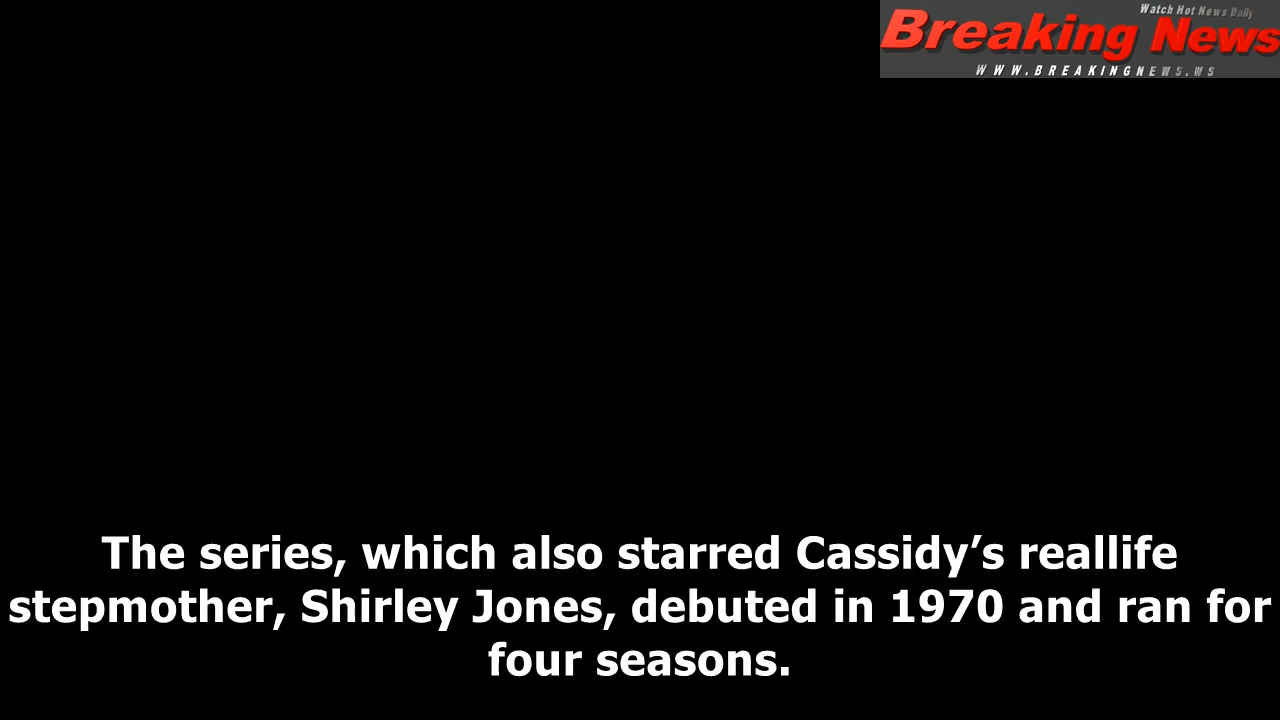 Watch Hot News Daily
Breaking News
WWW.BREAKINGNEWS.WS
The series, which also starred Cassidy’s reallife
stepmother, Shirley Jones, debuted in 1970 and ran for
four seasons.